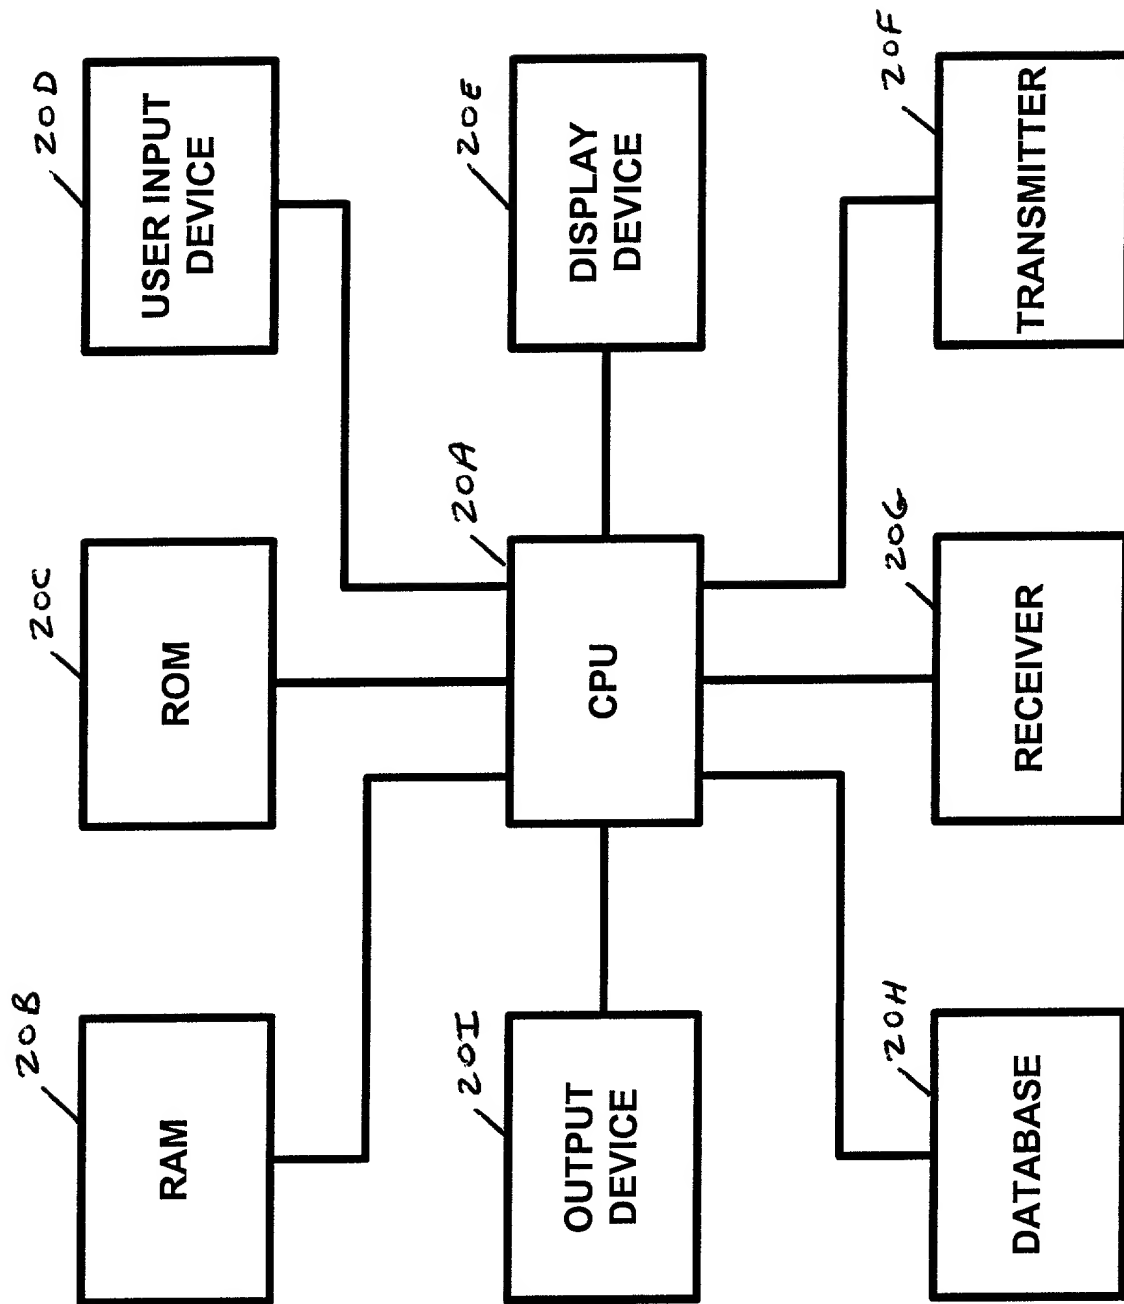 20B
RAM
20C
ROM
20D
USER INPUT
DEVICE
20I
OUTPUT
DEVICE
20A
CPU
20E
DISPLAY
DEVICE
20H
DATABASE
20G
RECEIVER
20F
TRANSMITTER